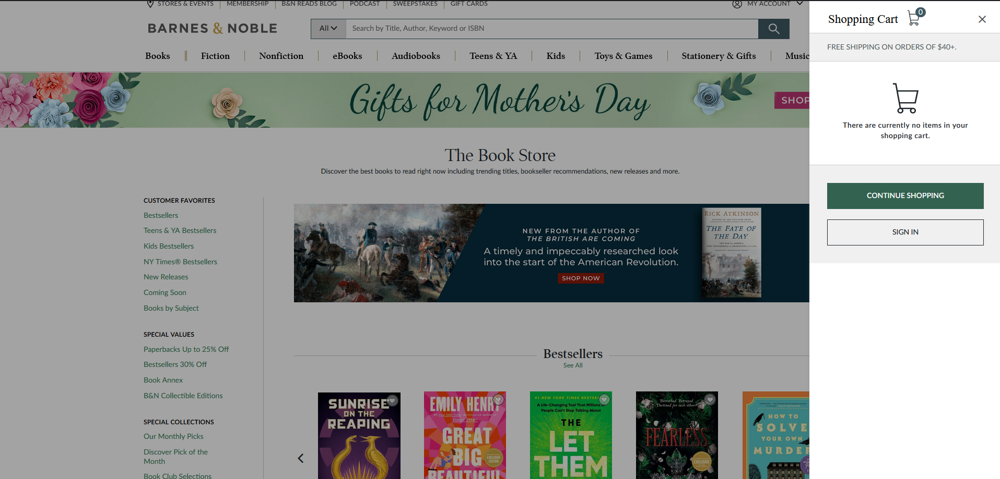 STORES & EVENTS
MEMBERSHIP
B&N READS BLOG
PODCAST
SWEEPSTAKES
GIFT CARDS
MY ACCOUNT
BARNES & NOBLE
All
Search by Title, Author, Keyword or ISBN
Books
Fiction
Nonfiction
eBooks
Audiobooks
Teens & YA
Kids
Toys & Games
Stationery & Gifts
Music
Gifts for Mother's Day
SHOP
The Book Store
Discover the best books to read right now including trending titles, bookseller recommendations, new releases and more.
CUSTOMER FAVORITES
Bestsellers
Teens & YA Bestsellers
Kids Bestsellers
NY Times® Bestsellers
New Releases
Coming Soon
Books by Subject
SPECIAL VALUES
Paperbacks Up to 25% Off
Bestsellers 30% Off
Book Annex
B&N Collectible Editions
SPECIAL COLLECTIONS
Our Monthly Picks
Discover Pick of the
Month
Book Club Selections
NEW FROM THE AUTHOR OF
THE BRITISH ARE COMING
A timely and impeccably researched look
into the start of the American Revolution.
SHOP NOW
RICK ATKINSON
THE FATE OF
THE DAY
Bestsellers
See All
SUNRISE
ON THE
REAPING
EMILY HENRY
FUNNY STORY
GREAT
BIG
BEAUTIFUL
EXCLUSIVE
EDITION
#1 NEW YORK TIMES
A Life-Changing Tool That Millions of
People Can't Stop Talking About
THE
LET
THEM
Betrothed. Betrayed.
Destined for each other?
FEARLESS
EXCLUSIVE
HOW TO
SOLVE
YOUR OWN
MURDER
Shopping Cart
0
FREE SHIPPING ON ORDERS OF $40+.
There are currently no items in your
shopping cart.
CONTINUE SHOPPING
SIGN IN